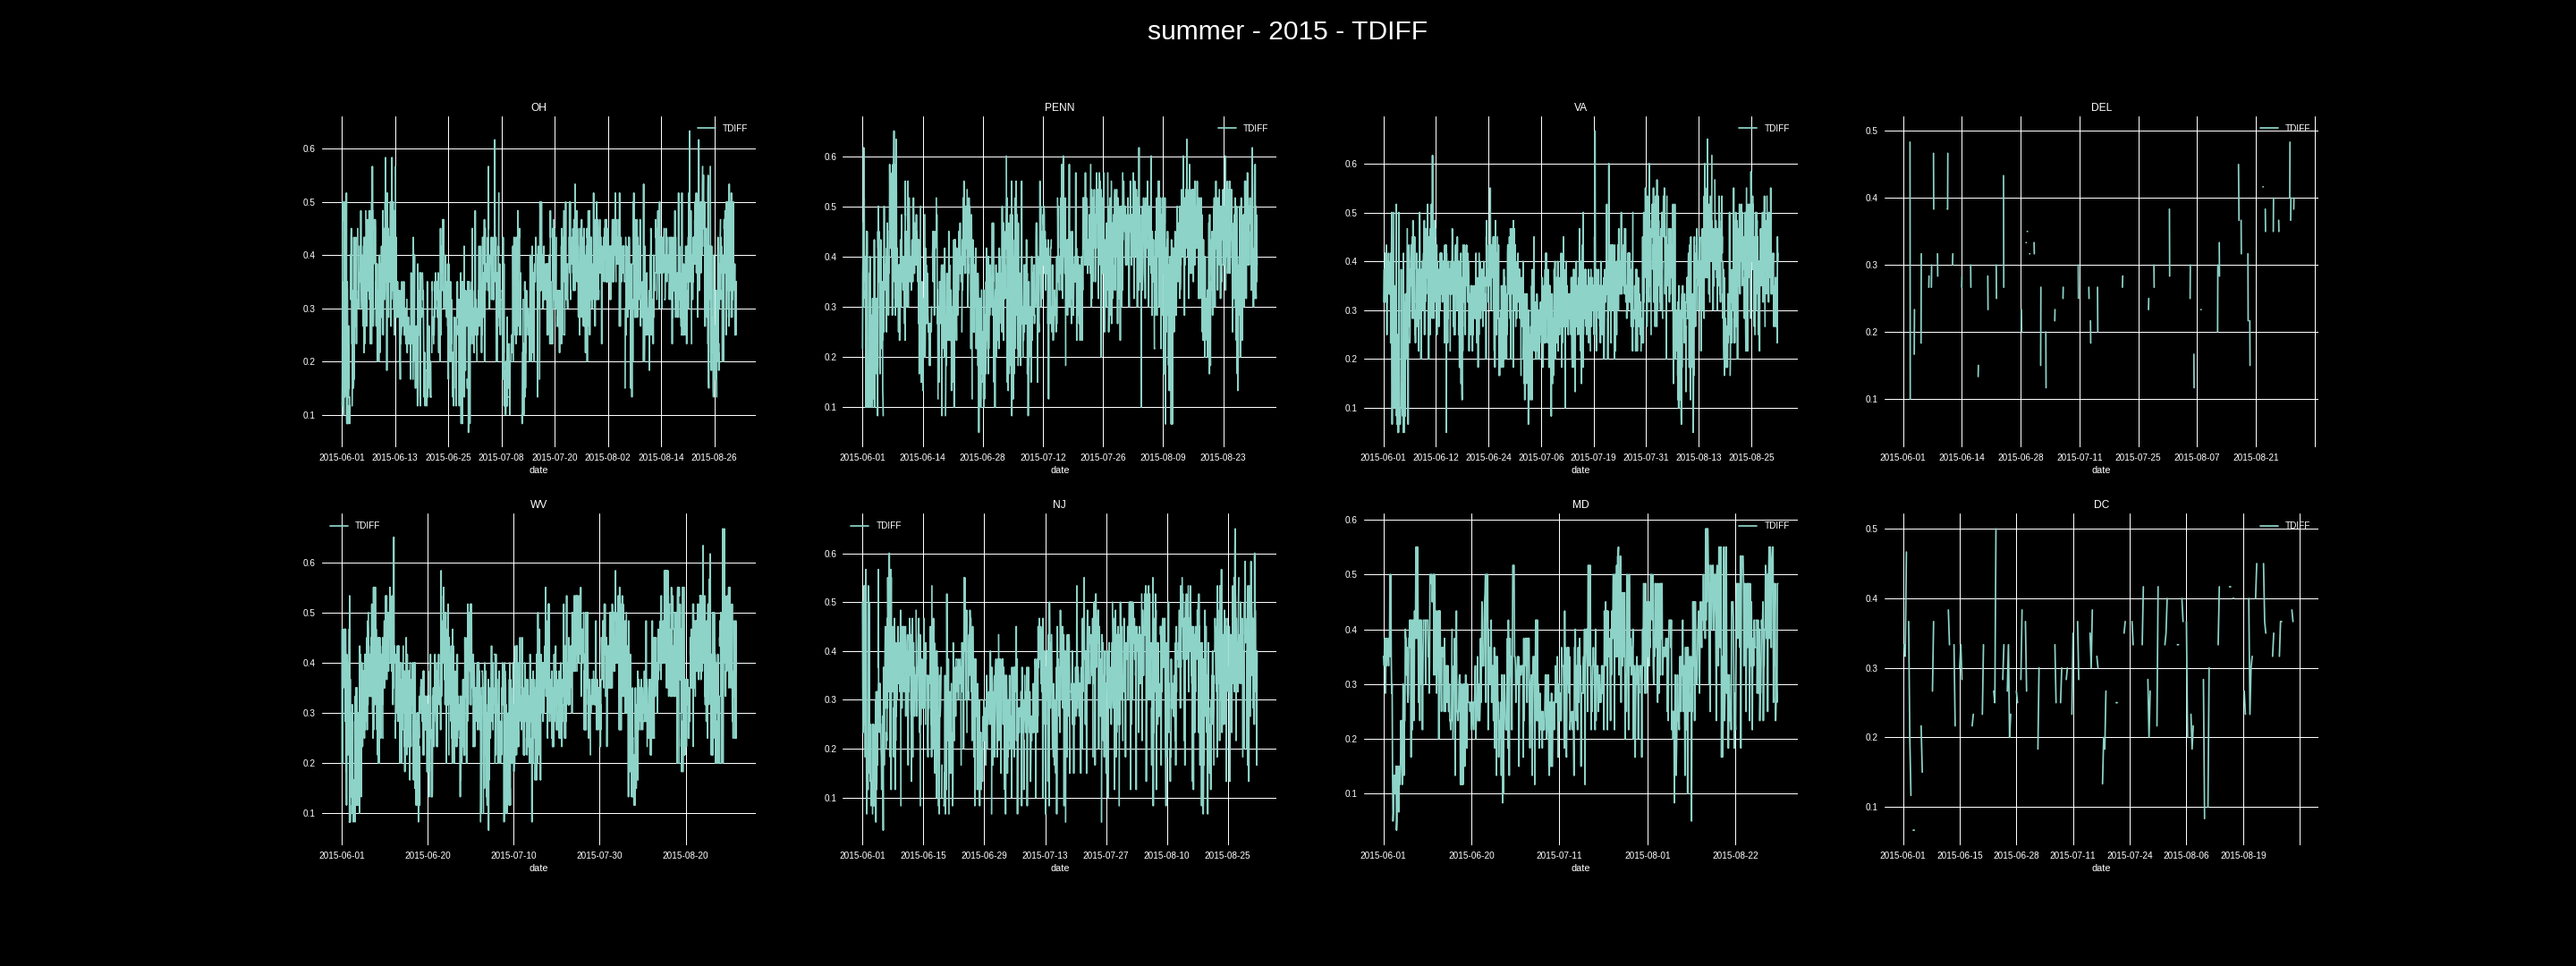 summer - 2015 - TDIFF
OH
TDIFF
0.6
0.5
0.4
0.3
0.2
0.1
2015-06-01 2015-06-13 2015-06-25 2015-07-08 2015-07-20 2015-08-02 2015-08-14 2015-08-26
date
PENN
TDIFF
0.6
0.5
0.4
0.3
0.2
0.1
2015-06-01 2015-06-14 2015-06-28 2015-07-12 2015-07-26 2015-08-09 2015-08-23
date
VA
TDIFF
0.6
0.5
0.4
0.3
0.2
0.1
2015-06-01 2015-06-12 2015-06-24 2015-07-06 2015-07-19 2015-07-31 2015-08-13 2015-08-25
date
DEL
TDIFF
0.5
0.4
0.3
0.2
0.1
2015-06-01 2015-06-14 2015-06-28 2015-07-11 2015-07-25 2015-08-07 2015-08-21
date
WV
TDIFF
0.6
0.5
0.4
0.3
0.2
0.1
2015-06-01 2015-06-20 2015-07-10 2015-07-30 2015-08-20
date
NJ
TDIFF
0.6
0.5
0.4
0.3
0.2
0.1
2015-06-01 2015-06-15 2015-06-29 2015-07-13 2015-07-27 2015-08-10 2015-08-25
date
MD
TDIFF
0.6
0.5
0.4
0.3
0.2
0.1
2015-06-01 2015-06-20 2015-07-11 2015-08-01 2015-08-22
date
DC
TDIFF
0.5
0.4
0.3
0.2
0.1
2015-06-01 2015-06-15 2015-06-28 2015-07-11 2015-07-24 2015-08-06 2015-08-19
date